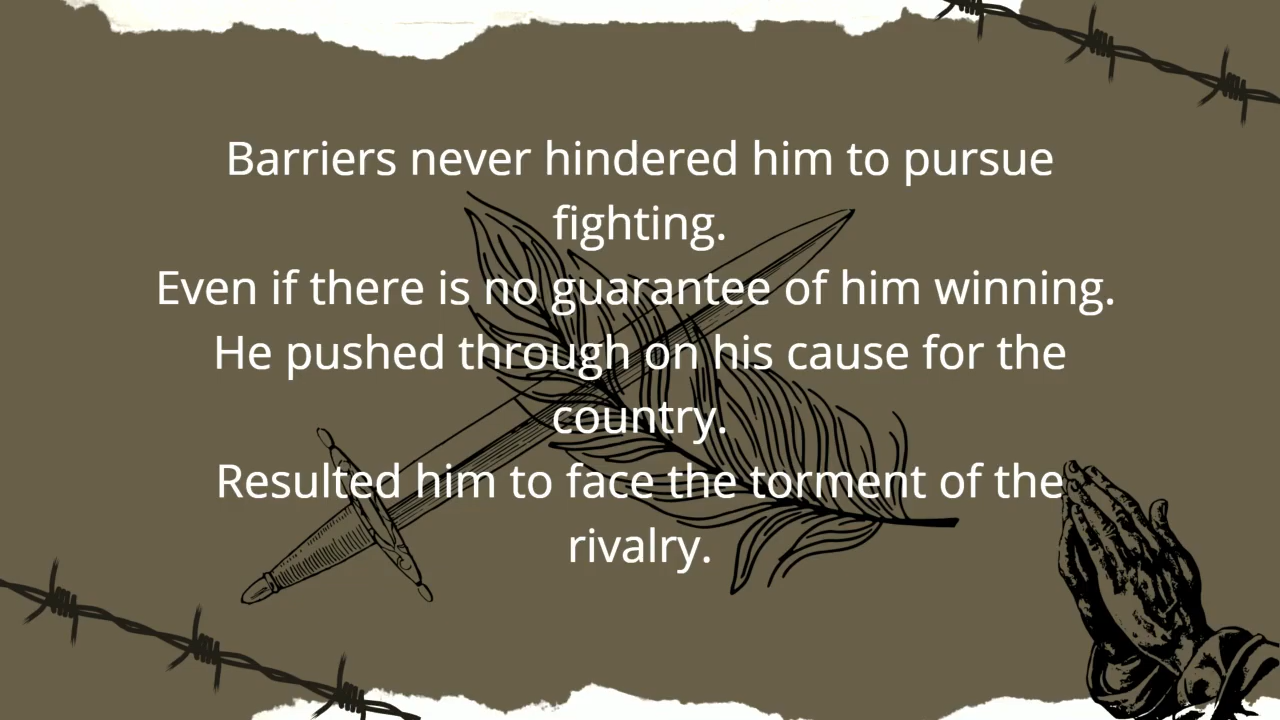 Barriers never hindered him to pursue
fighting.
Even if there is no guarantee of him winning.
He pushed through on his cause for the
country.
Resulted him to face the torment of the
rivalry.